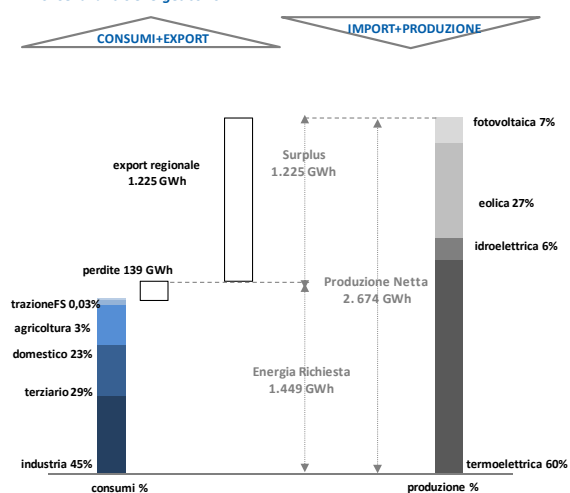 CONSUMI+EXPORT
IMPORT+PRODUZIONE
fotovoltaica 7%
export regionale
1.225 GWh
Surplus
1.225 GWh
eolica 27%
idroelettrica 6%
perdite 139 GWh
Produzione Netta
2. 674 GWh
trazioneFS 0,03%
agricoltura 3%
domestico 23%
Energia Richiesta
1.449 GWh
terziario 29%
industria 45%
termoelettrica 60%
consumi %
produzione %